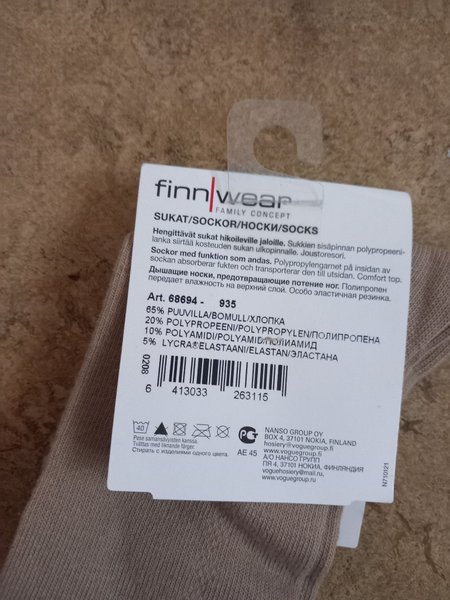 finn wear
FAMILY CONCEPT
SUKAT/SOCKOR/НОСКИ/SOCKS
Hengittävät sukat hikoileville jaloille. Sukkien sisäpinnan polypropeeni-
lanka siirtää kosteuden sukan ulkopinnalle. Joustoresori.
Sockor med funktion som andas. Polypropylengarnet på insidan av
sockan absorberar fukten och transporterar den till utsidan. Comfort top.
Дышащие носки, предотвращающие потение ног. Полипропен
передает влажность на верхний слой. Особо эластичная резинка.
Art. 68694 - 935
65% PUUVILLA/BOMULL/ХЛОПКА
20% POLYPROPEENI/POLYPROPYLEN/ПОЛИПРОПЕНА
10% POLYAMIDI/POLYAMID/ПОЛИАМИД
5% LYCRA®ELASTAANI/ELASTAN/ЭЛАСТАНА
0208
6 413033 263115
40
Pese samansävyisten kanssa.
Tvättas med liknande färger.
Стирать с изделиями одного цвета.
AE 45
NANSO GROUP OY
BOX 4, 37101 NOKIA, FINLAND
hosiery@voguegroup.fi
www.voguegroup.fi
А/О НАНСО ГРУПП
ПЯ 4, 37101 НОКИА, ФИНЛЯНДИЯ
voguehosiery@mail.ru
www.voguegroup.fi
N710121